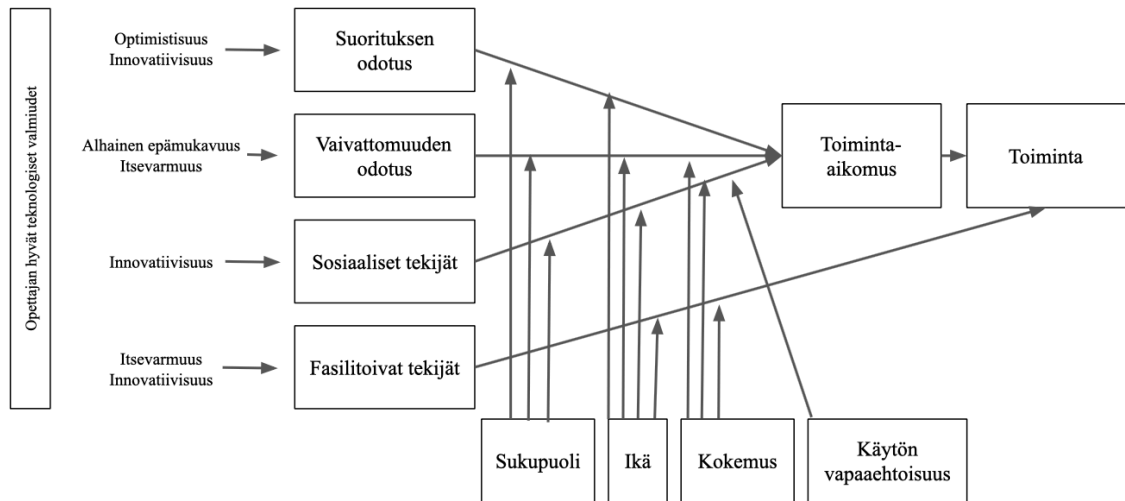 Opettajan hyvät teknologiset valmiudet
Optimistisuus
Innovatiivisuus
Suorituksen
odotus
Alhainen epämukavuus
Itsevarmuus
Vaivattomuuden
odotus
Toiminta-
aikomus
Toiminta
Innovatiivisuus
Sosiaaliset tekijät
Itsevarmuus
Innovatiivisuus
Fasilitoivat tekijät
Sukupuoli
Ikä
Kokemus
Käytön
vapaaehtoisuus